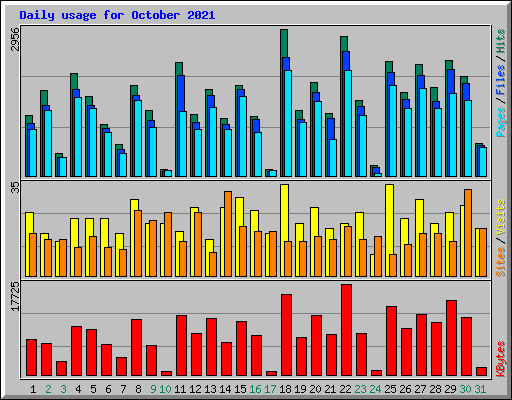 Daily usage for October 2021
2956
Pages / Files / Hits
35
Sites / Visits
17725
KBytes
1 2 3 4 5 6 7 8 9 10 11 12 13 14 15 16 17 18 19 20 21 22 23 24 25 26 27 28 29 30 31